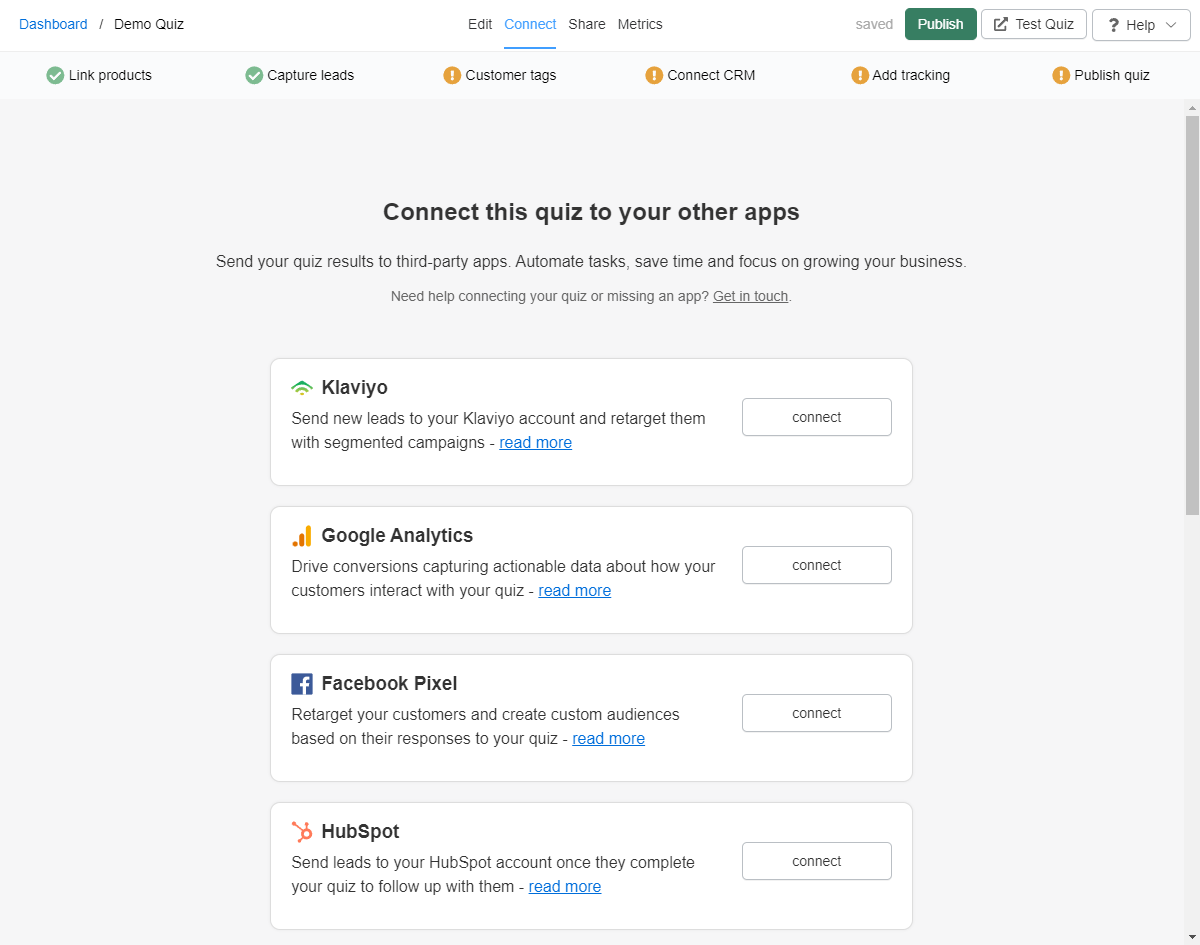 Dashboard / Demo Quiz Edit Connect Share Metrics saved Publish Test Quiz ? Help
Link products Capture leads Customer tags Connect CRM Add tracking Publish quiz
Connect this quiz to your other apps
Send your quiz results to third-party apps. Automate tasks, save time and focus on growing your business.
Need help connecting your quiz or missing an app? Get in touch.
Klaviyo
Send new leads to your Klaviyo account and retarget them
with segmented campaigns - read more
connect
Google Analytics
Drive conversions capturing actionable data about how your
customers interact with your quiz - read more
connect
Facebook Pixel
Retarget your customers and create custom audiences
based on their responses to your quiz - read more
connect
HubSpot
Send leads to your HubSpot account once they complete
your quiz to follow up with them - read more
connect